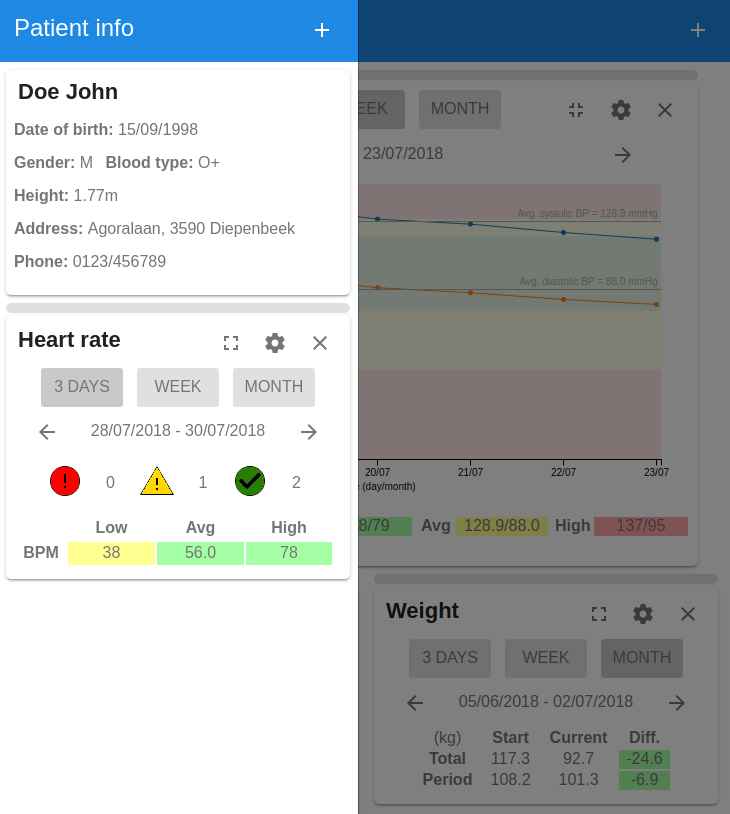 Patient info
Doe John
Date of birth: 15/09/1998
Gender: M Blood type: O+
Height: 1.77m
Address: Agoralaan, 3590 Diepenbeek
Phone: 0123/456789
Heart rate
3 DAYS WEEK MONTH
28/07/2018 - 30/07/2018
0 1 2
Low Avg High
BPM 38 56.0 78
EEK MONTH
23/07/2018
Avg. systolic BP = 128.9 mmHg
Avg. diastolic BP = 88.0 mmHg
20/07 21/07 22/07 23/07
(day/month)
8/79 Avg 128.9/88.0 High 137/95
Weight
3 DAYS WEEK MONTH
05/06/2018 - 02/07/2018
(kg) Start Current Diff.
Total 117.3 92.7 -24.6
Period 108.2 101.3 -6.9